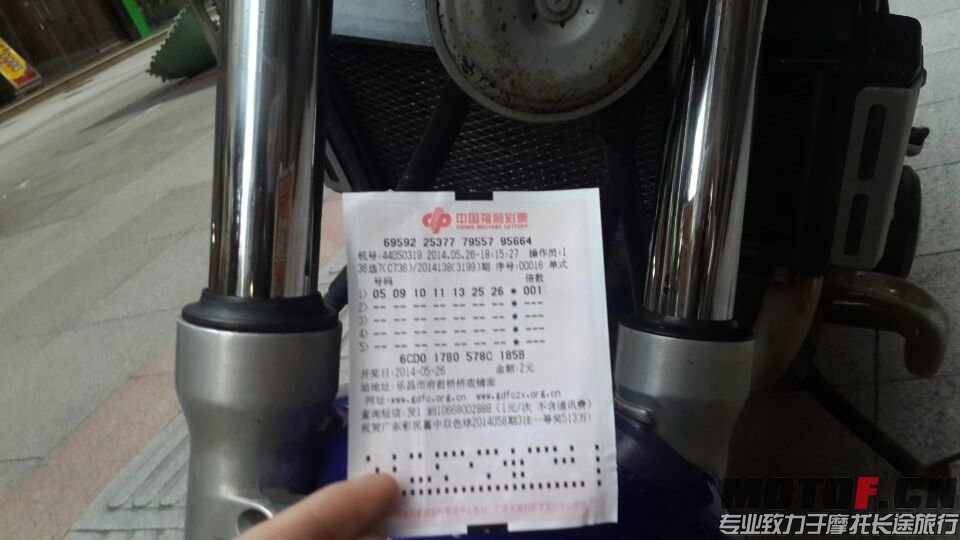 中国福利彩票
CHINA WELFARE LOTTERY
69592 25377 79557 95664
机号:44050319 2014.05.26-18:15:27 操作员:1
36选7(C736)/2014138(3199)期 序号:00016 单式
号码 倍数
1) 05 09 10 11 13 25 26 * 001
2) -- -- -- -- -- -- -- * ---
3) -- -- -- -- -- -- -- * ---
4) -- -- -- -- -- -- -- * ---
5) -- -- -- -- -- -- -- * ---
6CD0 17B0 578C 185B
开奖日:2014-05-26 金额:2元
站地址:乐昌市府前桥桥底铺面
网址:www.gdfc.org.cn www.gdfczx.org.cn
查询短信:发1 到10668002888(1元/次 不含通讯费)
祝贺广东彩民喜中双色球2014058期3注一等奖513万!
MOTOF.CN
专业致力于摩托长途旅行